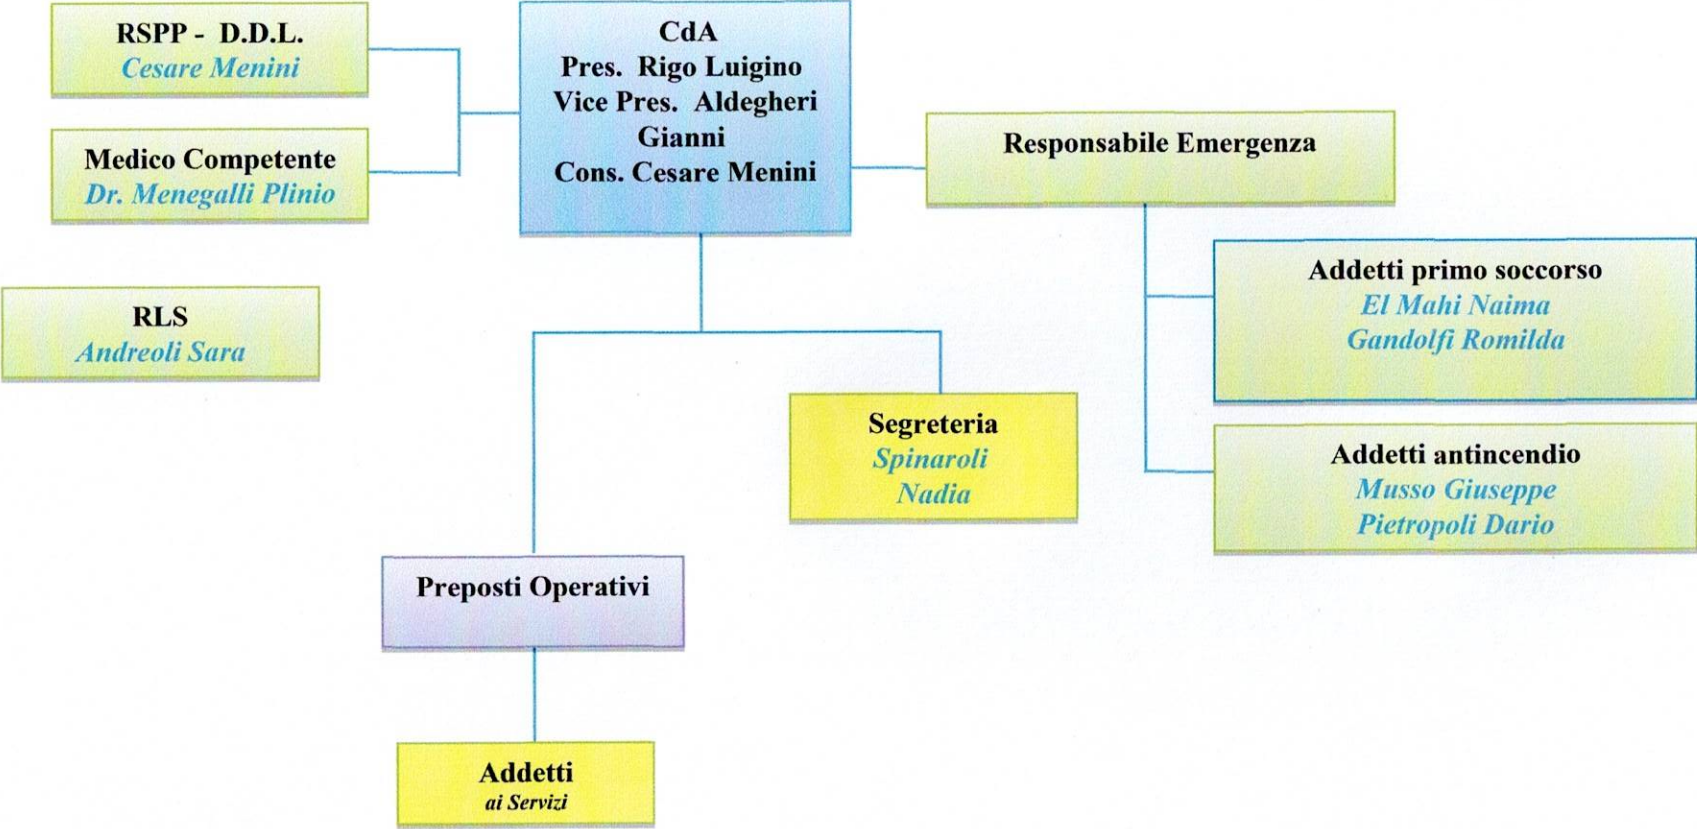 RSPP - D.D.L.
Cesare Menini
Medico Competente
Dr. Menegalli Plinio
RLS
Andreoli Sara
CdA
Pres. Rigo Luigino
Vice Pres. Aldegheri
Gianni
Cons. Cesare Menini
Responsabile Emergenza
Addetti primo soccorso
El Mahi Naima
Gandolfi Romilda
Addetti antincendio
Musso Giuseppe
Pietropoli Dario
Segreteria
Spinaroli
Nadia
Preposti Operativi
Addetti
ai Servizi